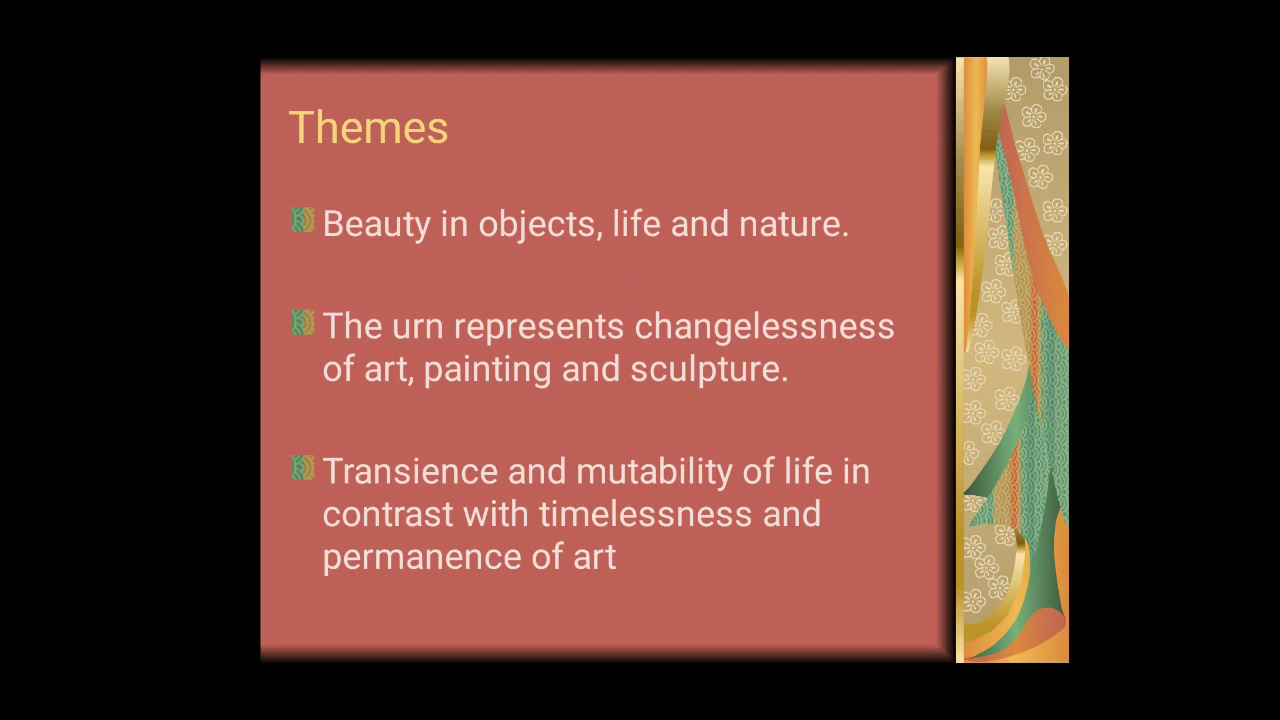 Themes
Beauty in objects, life and nature.
The urn represents changelessness
of art, painting and sculpture.
Transience and mutability of life in
contrast with timelessness and
permanence of art